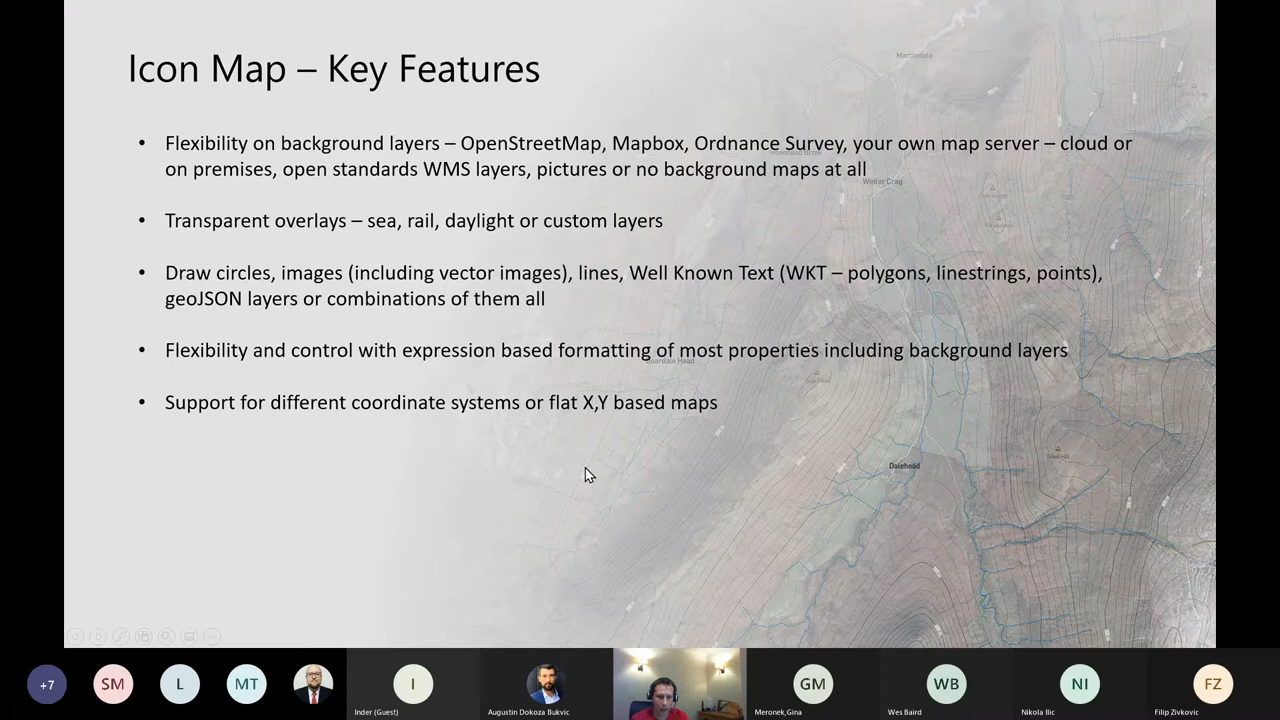 Icon Map – Key Features
• Flexibility on background layers – OpenStreetMap, Mapbox, Ordnance Survey, your own map server – cloud or
on premises, open standards WMS layers, pictures or no background maps at all
• Transparent overlays – sea, rail, daylight or custom layers
• Draw circles, images (including vector images), lines, Well Known Text (WKT – polygons, linestrings, points),
geoJSON layers or combinations of them all
• Flexibility and control with expression based formatting of most properties including background layers
• Support for different coordinate systems or flat X,Y based maps
Martindale
Winter Crag
Dalehead
+7
SM
L
MT
I
GM
WB
NI
FZ
Inder (Guest)
Augustin Dokoza Bukvic
Meronek,Gina
Wes Baird
Nikola Ilic
Filip Zivkovic